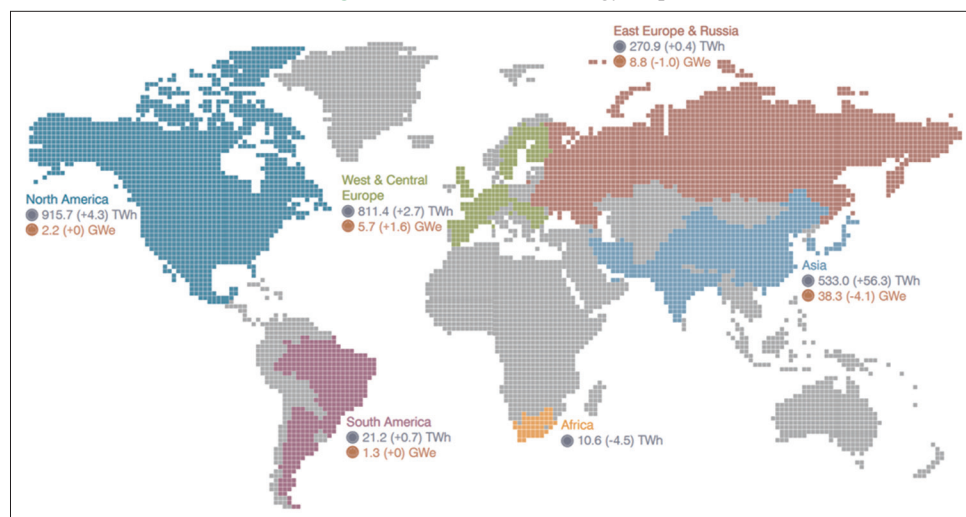 East Europe & Russia
270.9 (+0.4) TWh
8.8 (-1.0) GWe
West & Central
Europe
811.4 (+2.7) TWh
5.7 (+1.6) GWe
North America
915.7 (+4.3) TWh
2.2 (+0) GWe
Asia
533.0 (+56.3) TWh
38.3 (-4.1) GWe
South America
21.2 (+0.7) TWh
1.3 (+0) GWe
Africa
10.6 (-4.5) TWh